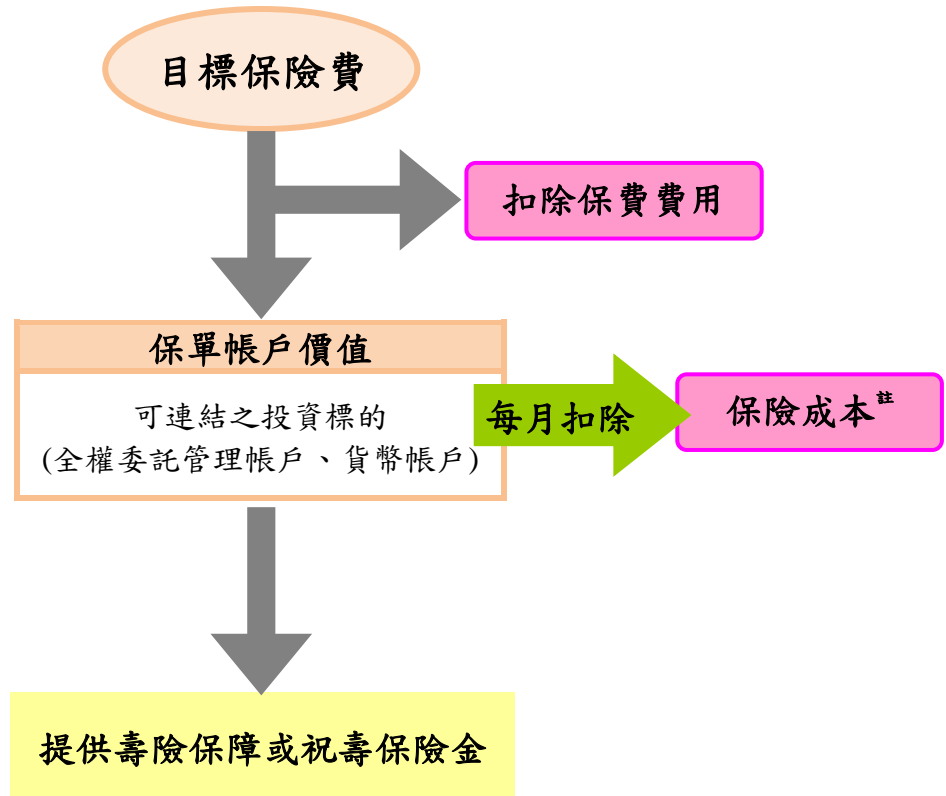 目標保險費
扣除保費費用
保單帳戶價值
可連結之投資標的
(全權委託管理帳戶、貨幣帳戶)
每月扣除
保險成本註
提供壽險保障或祝壽保險金